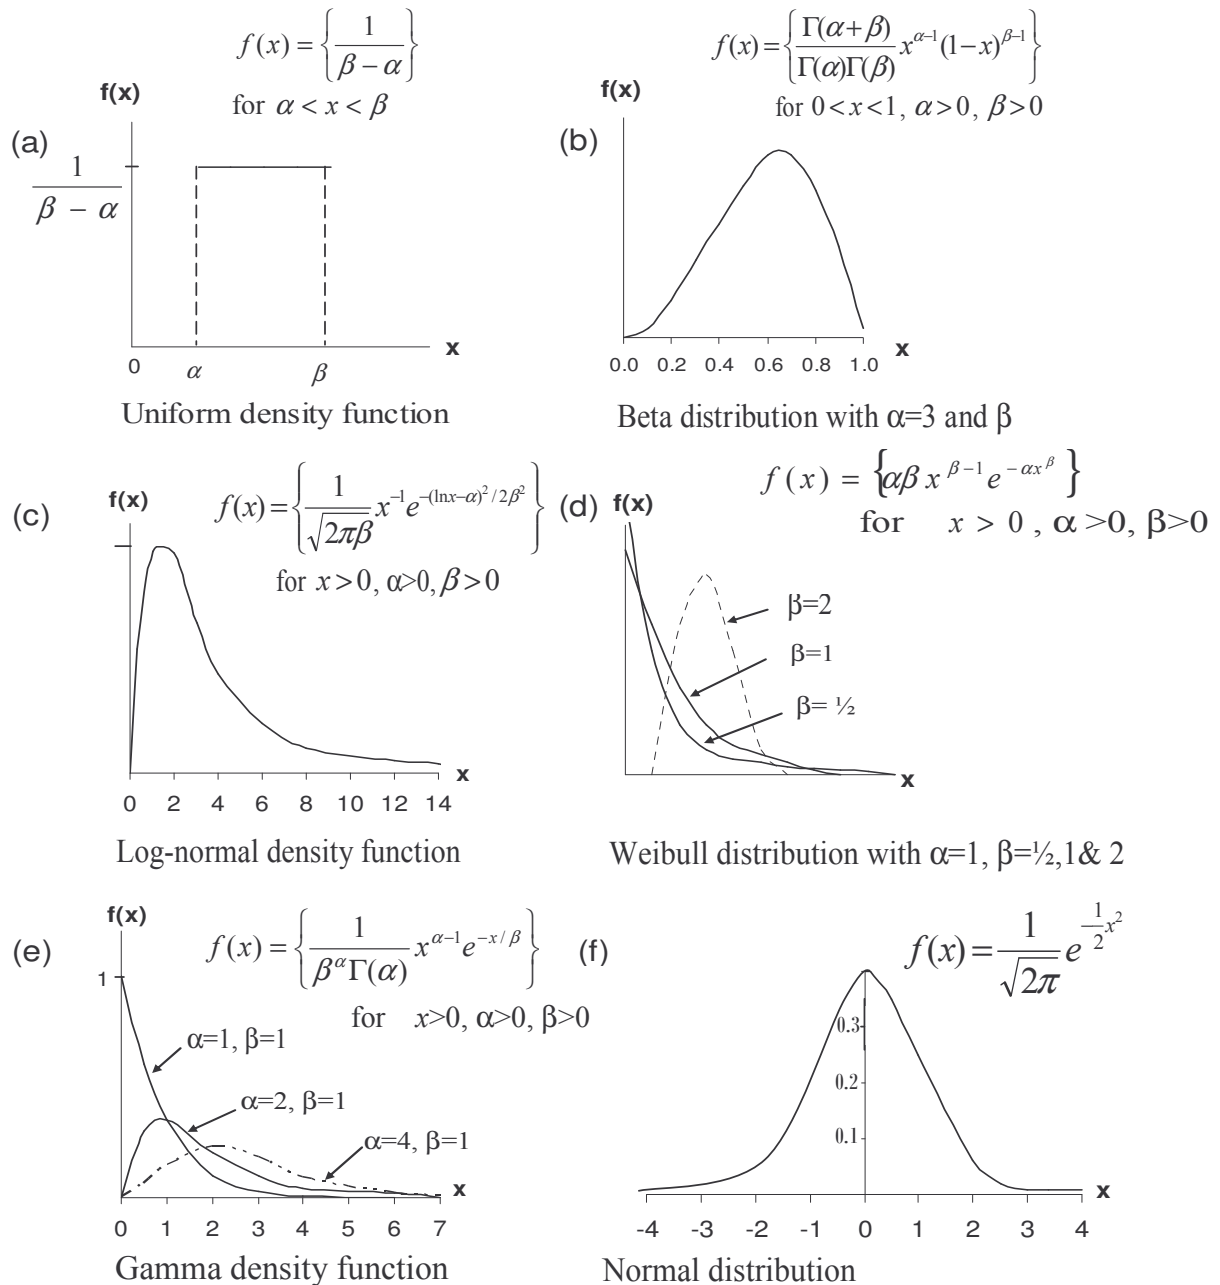 (a)
f(x) = {1/(β − α)}
for α < x < β
f(x)
1/(β − α)
0 α β x
Uniform density function
(b)
f(x) = {Γ(α+β)/(Γ(α)Γ(β)) x^(α−1) (1−x)^(β−1)}
for 0 < x < 1, α > 0, β > 0
f(x)
0.0 0.2 0.4 0.6 0.8 1.0
x
Beta distribution with α=3 and β
(c)
f(x) = {1/√(2πβ) x^(−1) e^(−(ln x−α)²/2β²)}
for x > 0, α>0, β > 0
f(x)
x
0 2 4 6 8 10 12 14
Log-normal density function
(d)
f(x) = {αβ x^(β−1) e^(−αx^β)}
for x > 0, α >0, β>0
f(x)
β=2
β=1
β= ½
x
Weibull distribution with α=1, β=½,1& 2
(e)
f(x) = {1/(β^α Γ(α)) x^(α−1) e^(−x/β)}
for x>0, α>0, β>0
f(x)
1
α=1, β=1
α=2, β=1
α=4, β=1
x
0 1 2 3 4 5 6 7
Gamma density function
(f)
f(x) = 1/√(2π) e^(−½x²)
0.3
0.2
0.1
x
-4 -3 -2 -1 0 1 2 3 4
Normal distribution